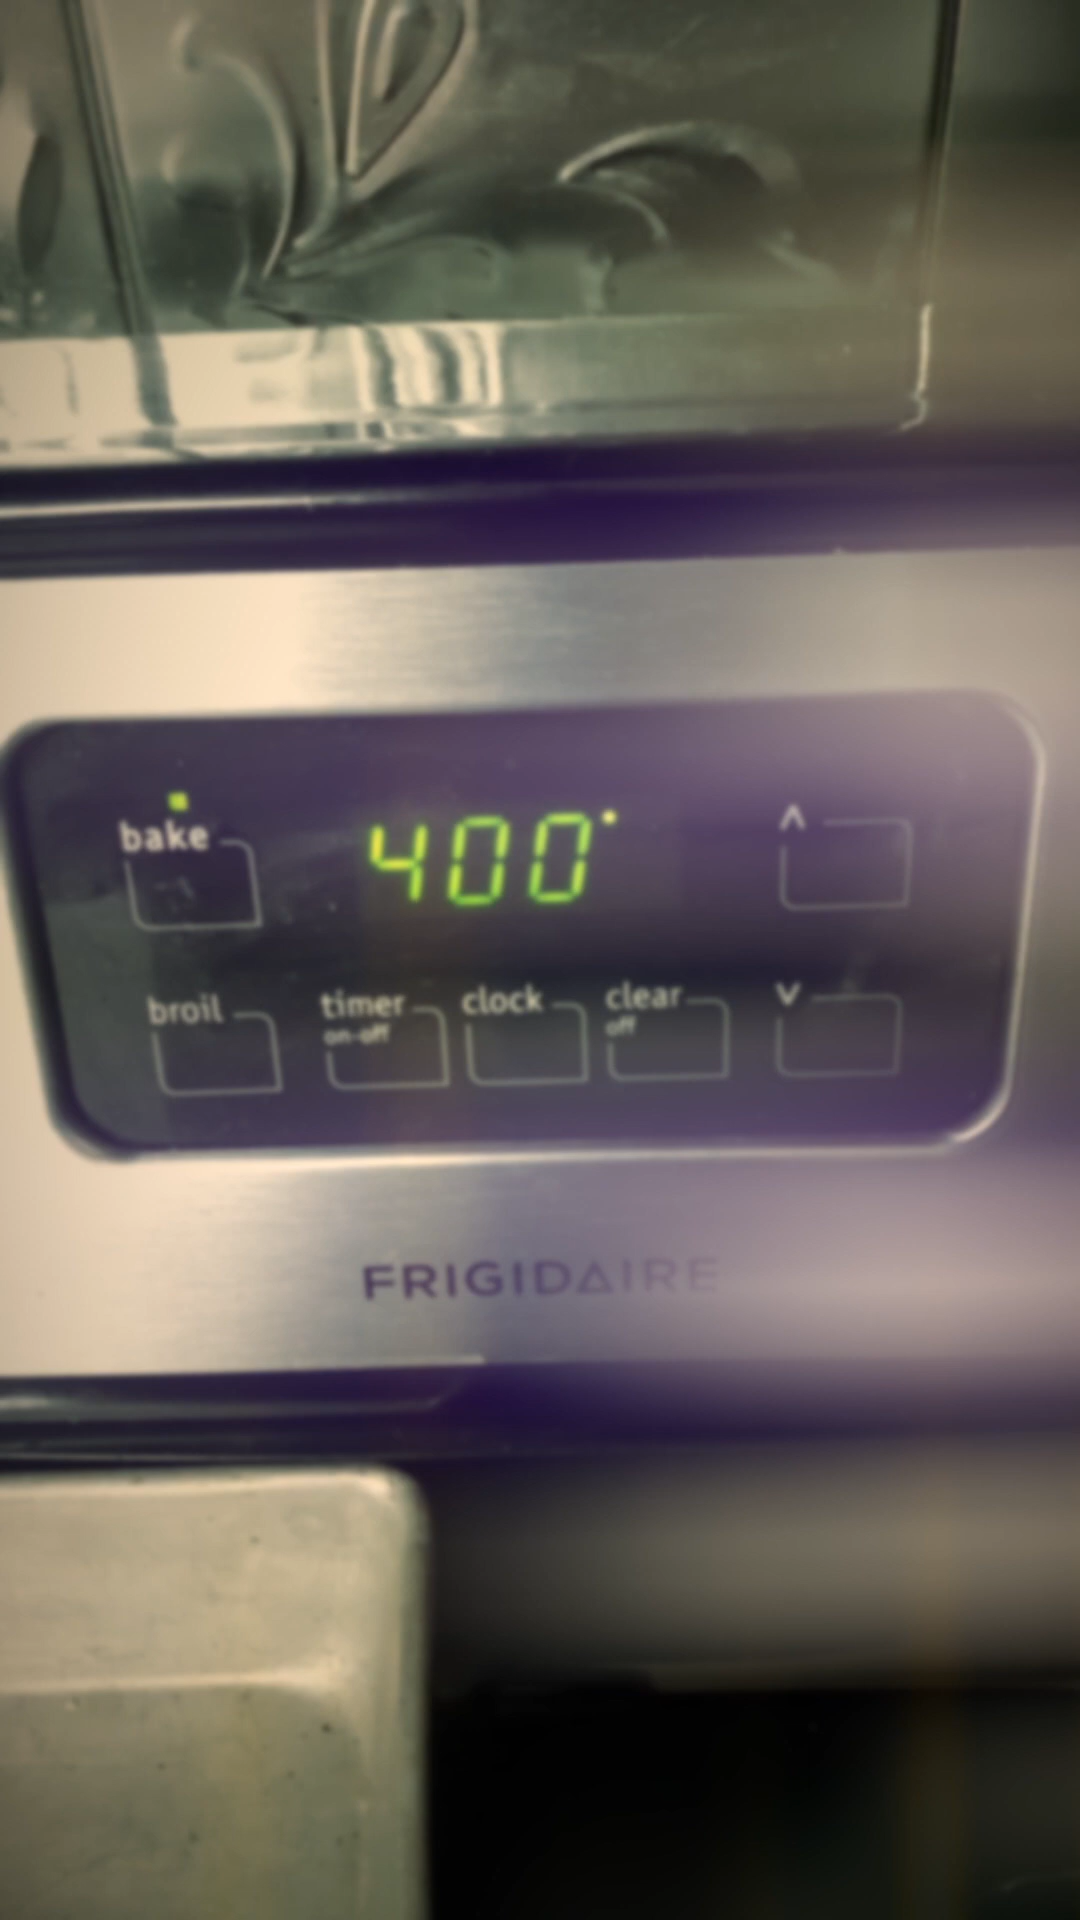 bake
400°
^
broil
timer
on-off
clock
clear
off
v
FRIGIDAIRE